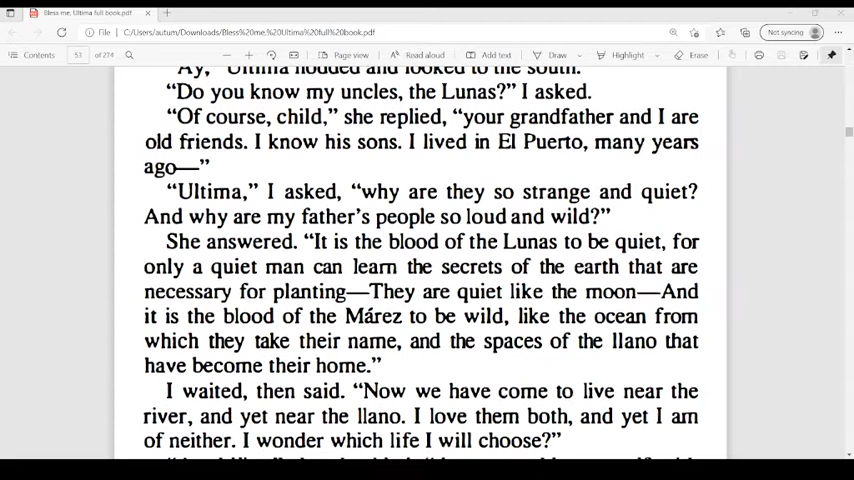 Bless me, Ultima full book.pdf
File C:/Users/autum/Downloads/Bless%20me,%20Ultima%20full%20book.pdf Not syncing
Contents 53 of 274 Page view Read aloud Add text Draw Highlight Erase
"Ay," Ultima nodded and looked to the south.
"Do you know my uncles, the Lunas?" I asked.
"Of course, child," she replied, "your grandfather and I are
old friends. I know his sons. I lived in El Puerto, many years
ago—"
"Ultima," I asked, "why are they so strange and quiet?
And why are my father's people so loud and wild?"
She answered. "It is the blood of the Lunas to be quiet, for
only a quiet man can learn the secrets of the earth that are
necessary for planting—They are quiet like the moon—And
it is the blood of the Márez to be wild, like the ocean from
which they take their name, and the spaces of the llano that
have become their home."
I waited, then said. "Now we have come to live near the
river, and yet near the llano. I love them both, and yet I am
of neither. I wonder which life I will choose?"